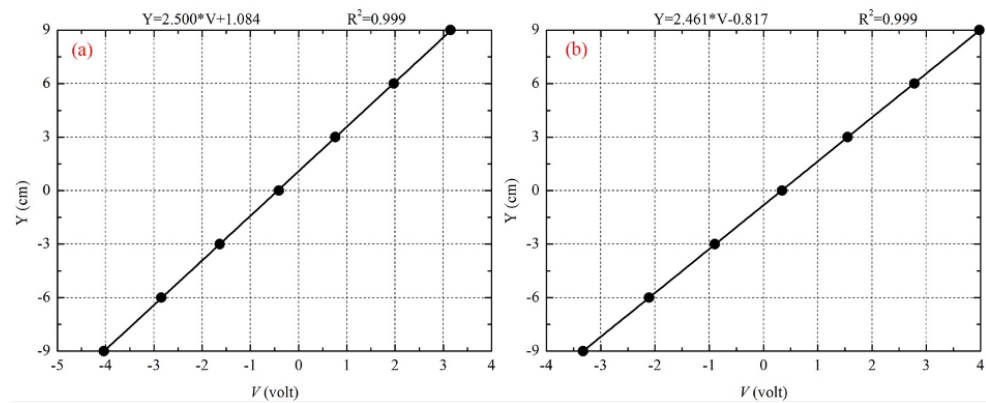 Y=2.500*V+1.084 R²=0.999
(a)
9
6
3
0
-3
-6
-9
Y (cm)
-5 -4 -3 -2 -1 0 1 2 3 4
V (volt)
Y=2.461*V-0.817 R²=0.999
(b)
9
6
3
0
-3
-6
-9
Y (cm)
-4 -3 -2 -1 0 1 2 3 4
V (volt)